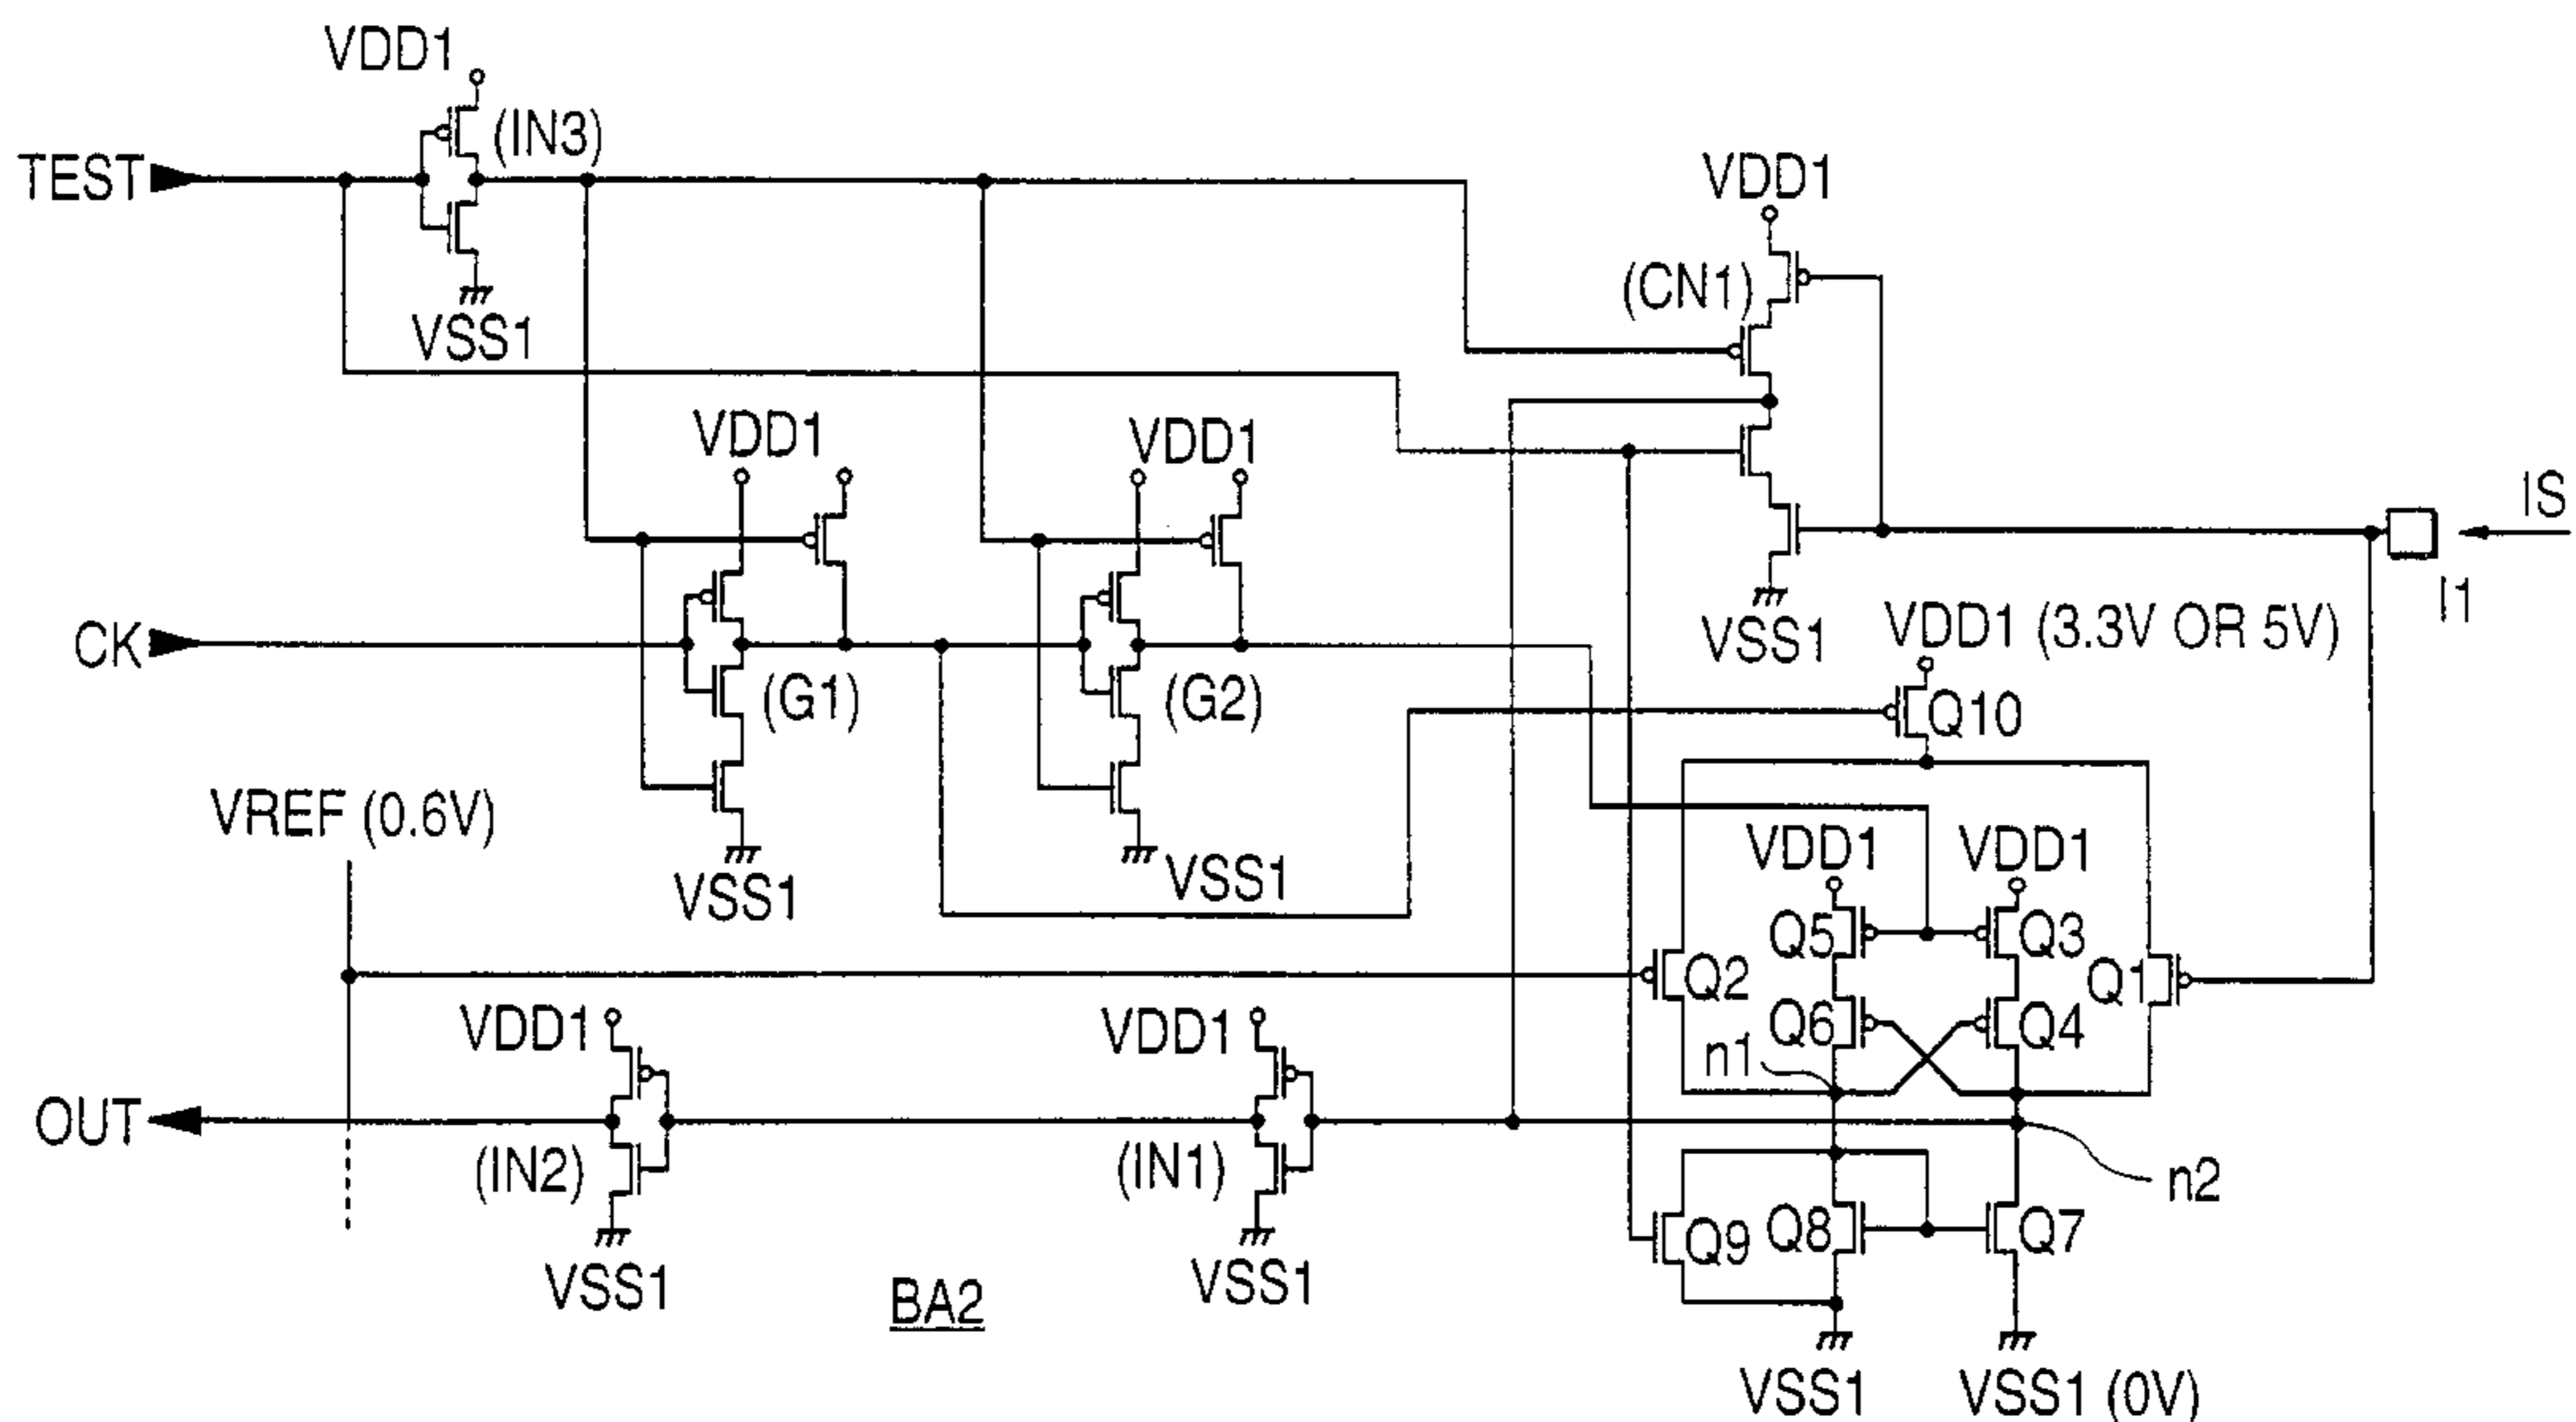 VDD1
(IN3)
TEST
VSS1
VDD1
(CN1)
VDD1
VDD1
IS
I1
VSS1
VDD1 (3.3V OR 5V)
CK
(G1)
(G2)
Q10
VREF (0.6V)
VSS1
VSS1
VDD1
VDD1
Q5
Q3
Q2
Q1
VDD1
VDD1
Q6
Q4
n1
OUT
(IN2)
(IN1)
n2
Q9
Q8
Q7
VSS1
BA2
VSS1
VSS1
VSS1 (0V)